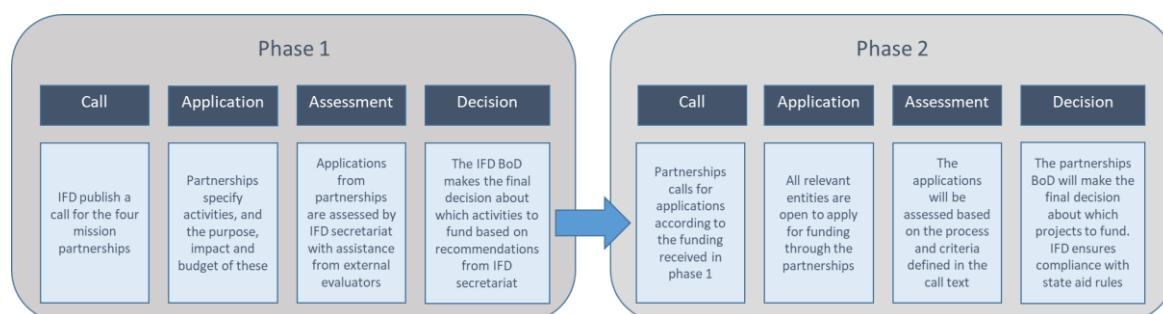 Phase 1
Call
Application
Assessment
Decision
IFD publish a
call for the four
mission
partnerships
Partnerships
specify
activities, and
the purpose,
impact and
budget of these
Applications
from
partnerships
are assessed by
IFD secretariat
with assistance
from external
evaluators
The IFD BoD
makes the final
decision about
which activities to
fund based on
recommendations
from IFD
secretariat
Phase 2
Call
Application
Assessment
Decision
Partnerships
calls for
applications
according to
the funding
received in
phase 1
All relevant
entities are
open to apply
for funding
through the
partnerships
The
applications
will be
assessed based
on the process
and criteria
defined in the
call text
The partnerships
BoD will make the
final decision
about which
projects to fund.
IFD ensures
compliance with
state aid rules